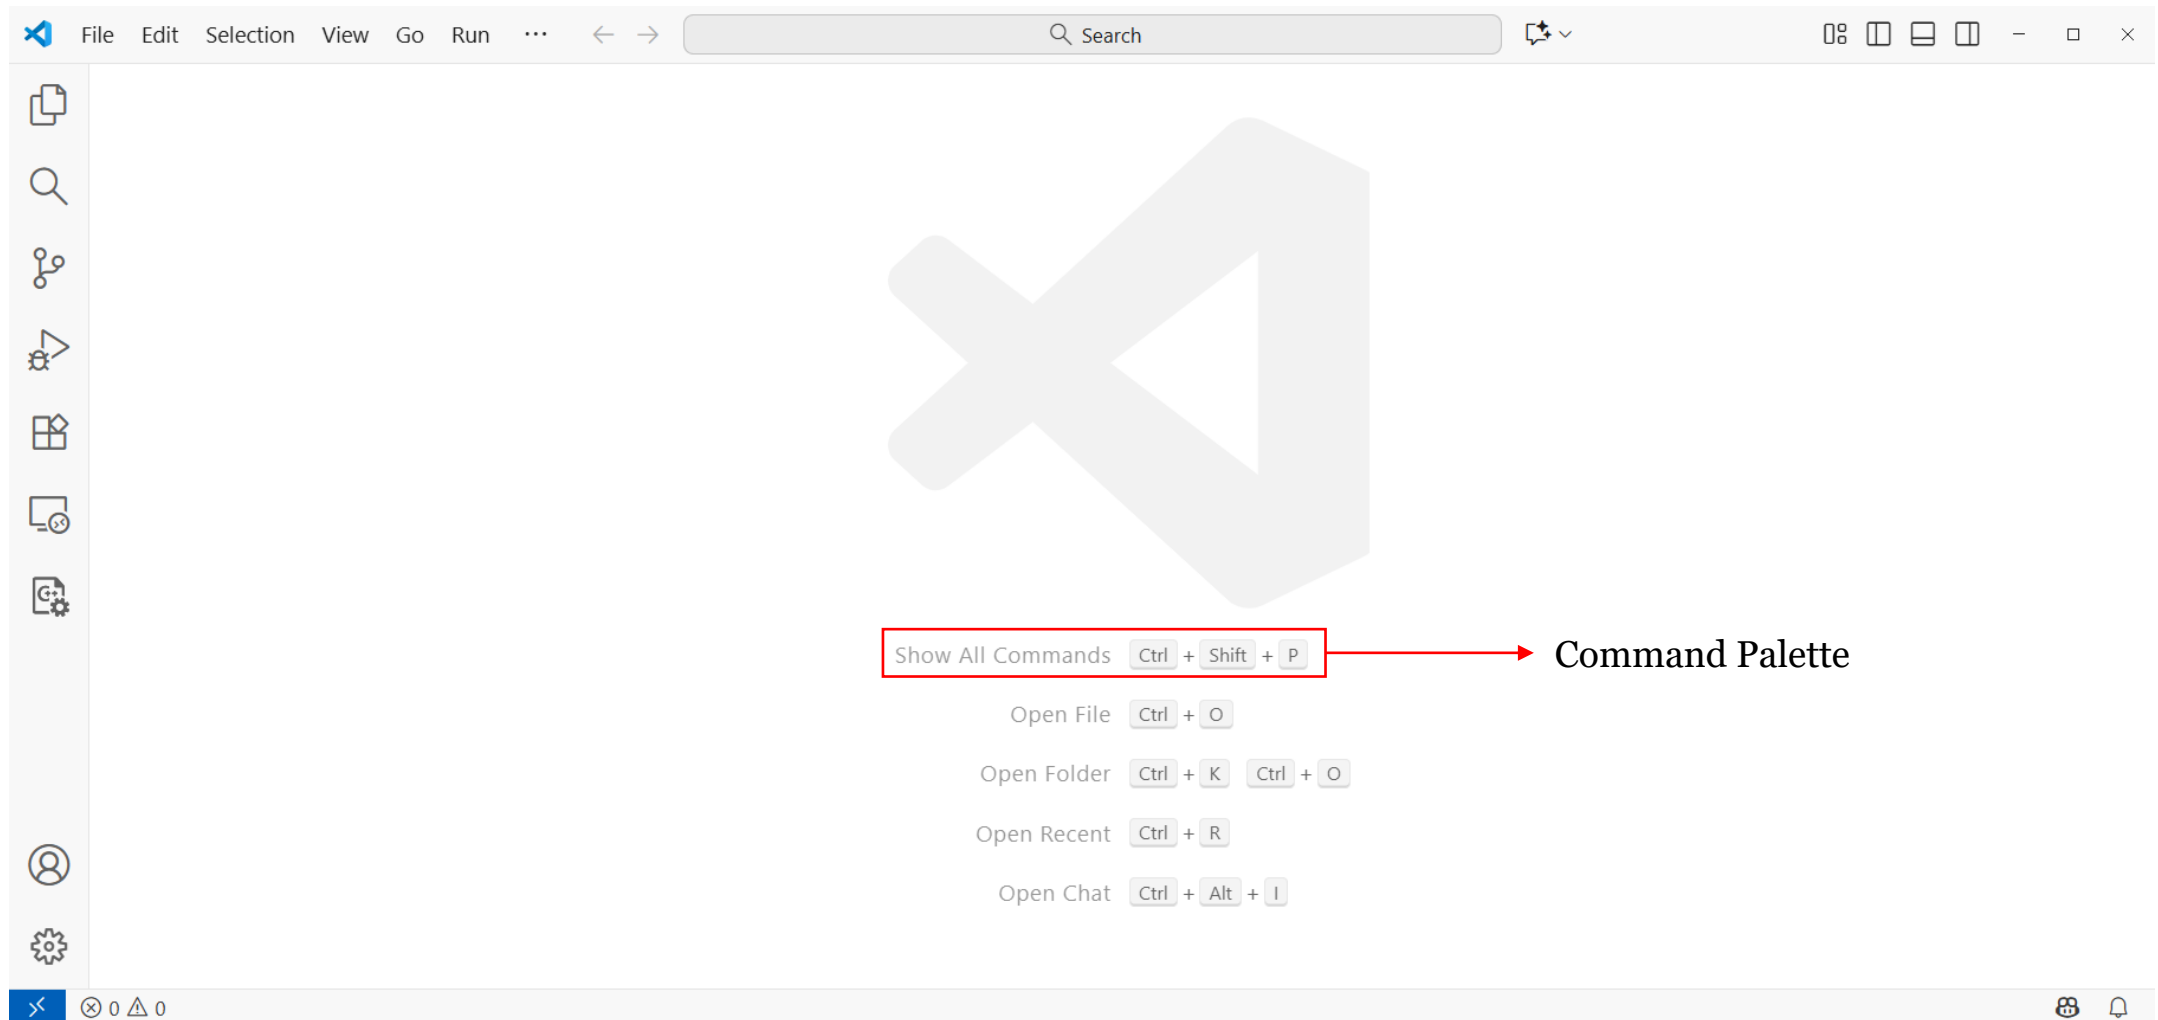 File Edit Selection View Go Run ··· Search
Show All Commands Ctrl + Shift + P
Command Palette
Open File Ctrl + O
Open Folder Ctrl + K Ctrl + O
Open Recent Ctrl + R
Open Chat Ctrl + Alt + I
0 0